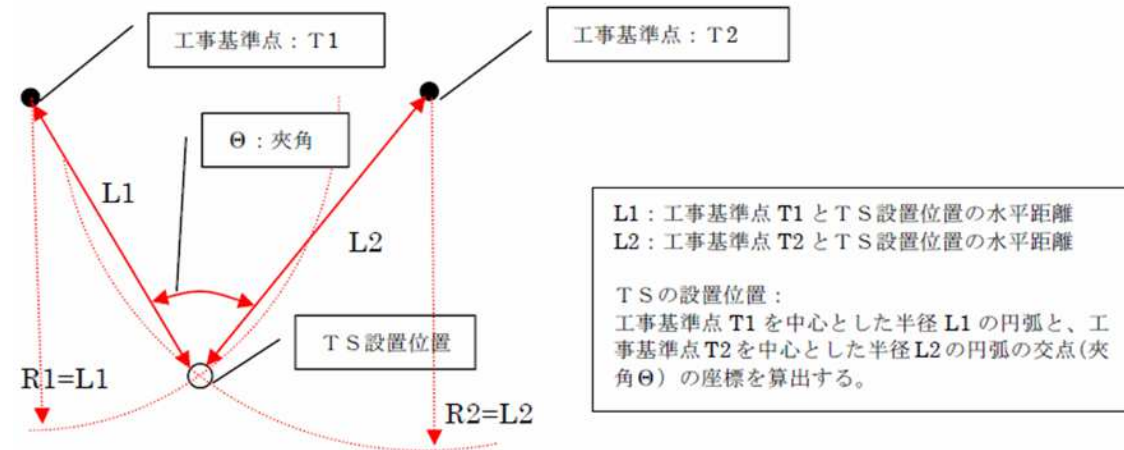 工事基準点：Ｔ1
工事基準点：Ｔ2
Θ：夾角
L1
L2
ＴＳ設置位置
R1=L1
R2=L2
L1：工事基準点 T1 とＴＳ設置位置の水平距離
L2：工事基準点 T2 とＴＳ設置位置の水平距離
ＴＳの設置位置：
工事基準点 T1 を中心とした半径 L1 の円弧と、工
事基準点 T2 を中心とした半径 L2 の円弧の交点(夾
角Θ）の座標を算出する。